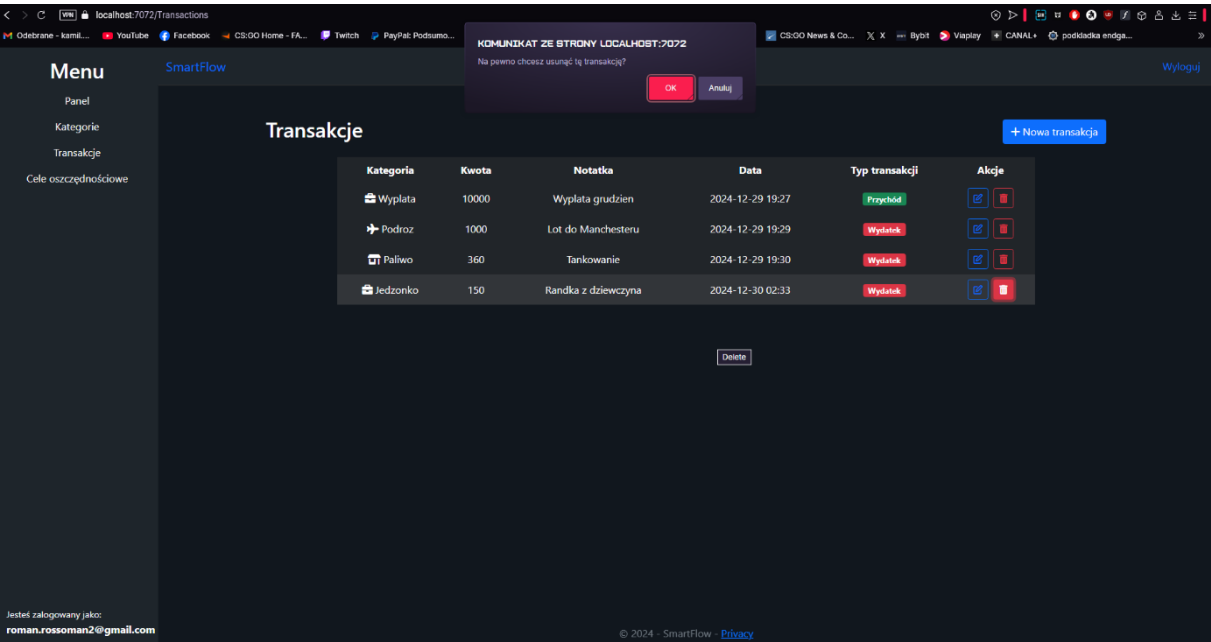 VPN localhost:7072/Transactions
Odebrane - kamil.... YouTube Facebook CS:GO Home - FA... Twitch PayPal: Podsumo... CS:GO News & Co... X Bybit Viaplay CANAL+ podkladka endga... »
KOMUNIKAT ZE STRONY LOCALHOST:7072
Na pewno chcesz usunąć tę transakcję?
OK Anuluj
Menu
SmartFlow
Wyloguj
Panel
Kategorie
Transakcje
Cele oszczędnościowe
Transakcje
+ Nowa transakcja
Kategoria Kwota Notatka Data Typ transakcji Akcje
Wyplata 10000 Wyplata grudzien 2024-12-29 19:27 Przychód
Podroz 1000 Lot do Manchesteru 2024-12-29 19:29 Wydatek
Paliwo 360 Tankowanie 2024-12-29 19:30 Wydatek
Jedzonko 150 Randka z dziewczyna 2024-12-30 02:33 Wydatek
Delete
Jesteś zalogowany jako:
roman.rossoman2@gmail.com
© 2024 - SmartFlow - Privacy